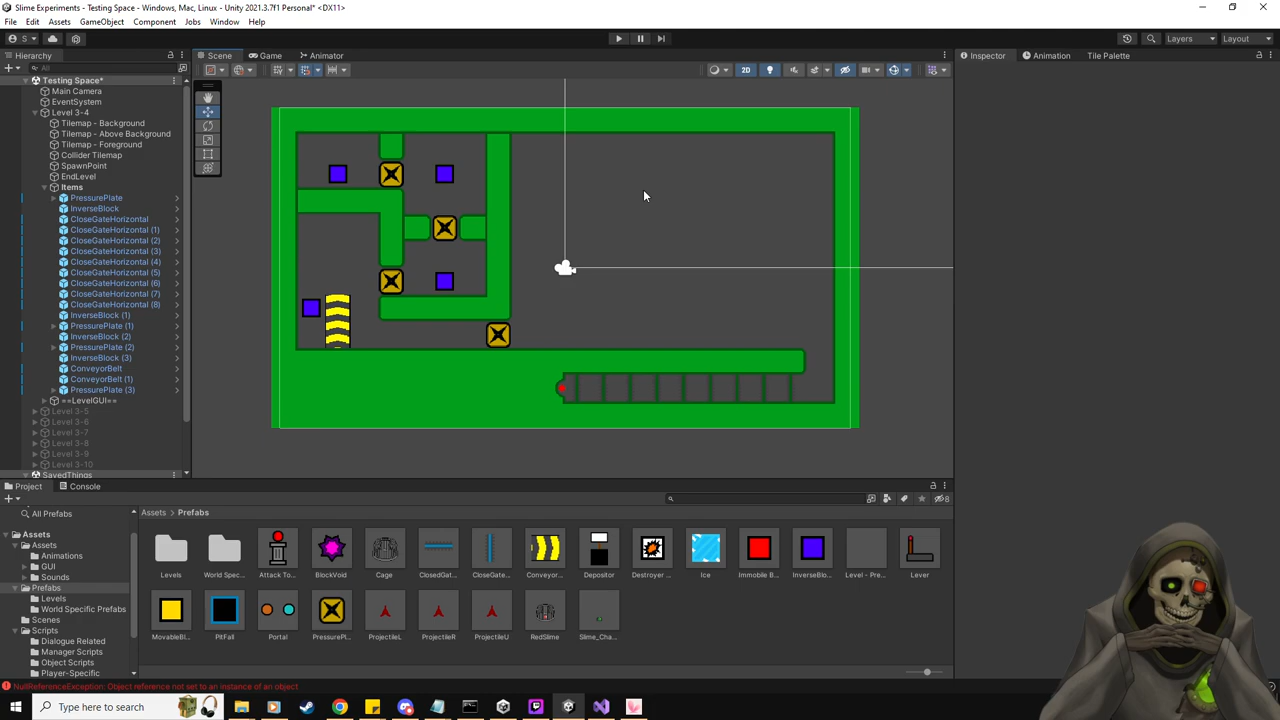 Slime Experiments - Testing Space - Windows, Mac, Linux - Unity 2021.3.7f1 Personal* <DX11>
File Edit Assets GameObject Component Jobs Window Help
S Layers Layout
Hierarchy Scene Game Animator Inspector Animation Tile Palette
All 2D
Testing Space*
Main Camera
EventSystem
Level 3-4
Tilemap - Background
Tilemap - Above Background
Tilemap - Foreground
Collider Tilemap
SpawnPoint
EndLevel
Items
PressurePlate
InverseBlock
CloseGateHorizontal
CloseGateHorizontal (1)
CloseGateHorizontal (2)
CloseGateHorizontal (3)
CloseGateHorizontal (4)
CloseGateHorizontal (5)
CloseGateHorizontal (6)
CloseGateHorizontal (7)
CloseGateHorizontal (8)
InverseBlock (1)
PressurePlate (1)
InverseBlock (2)
PressurePlate (2)
InverseBlock (3)
ConveyorBelt
ConveyorBelt (1)
PressurePlate (3)
==LevelGUI==
Level 3-5
Level 3-6
Level 3-7
Level 3-8
Level 3-9
Level 3-10
SavedThings
Project Console
8
All Prefabs
Assets > Prefabs
Assets
Assets
Animations
GUI
Sounds
Prefabs
Levels
World Specific Prefabs
Scenes
Scripts
Dialogue Related
Manager Scripts
Object Scripts
Player-Specific
Levels World Spec... Attack To... BlockVoid Cage ClosedGat... CloseGate... Conveyor... Depositor Destroyer ... Ice Immobile B... InverseBlo... Level - Pre... Lever
MovableBl... PitFall Portal PressurePl... ProjectileL ProjectileR ProjectileU RedSlime Slime_Cha...
NullReferenceException: Object reference not set to an instance of an object
Type here to search